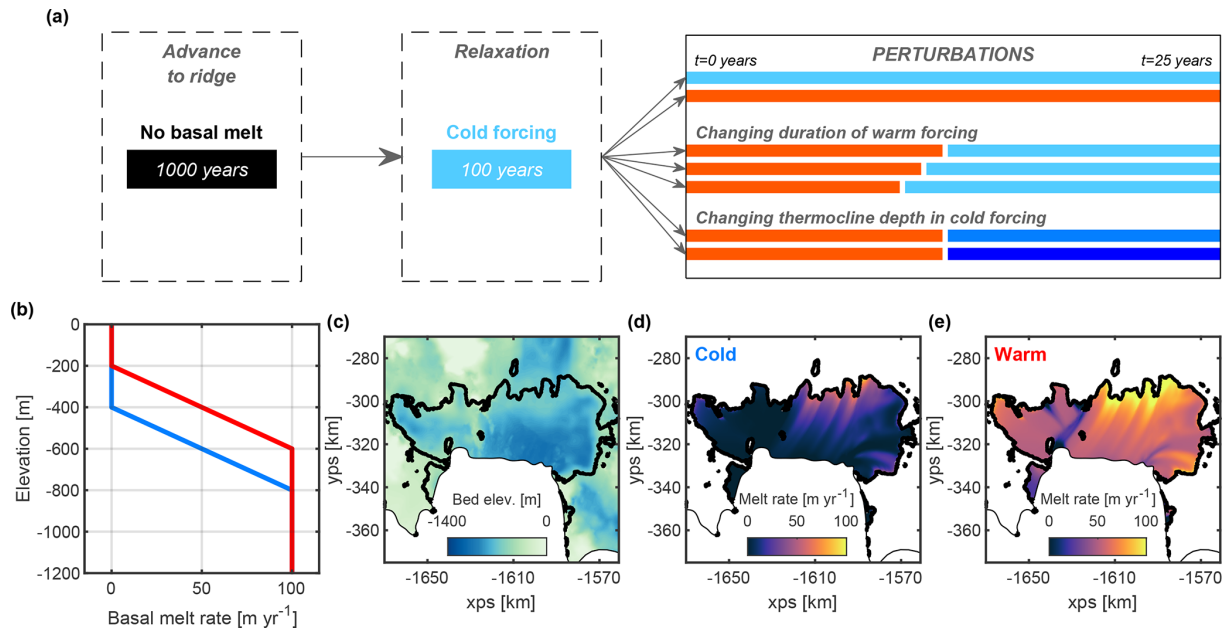 (a)
Advance
to ridge
No basal melt
1000 years
Relaxation
Cold forcing
100 years
PERTURBATIONS
t=0 years
t=25 years
Changing duration of warm forcing
Changing thermocline depth in cold forcing
(b)
0
-200
-400
-600
-800
-1000
-1200
Elevation [m]
0 50 100
Basal melt rate [m yr-1]
(c)
-280
-300
-320
-340
-360
yps [km]
Bed elev. [m]
-1400 0
-1650 -1610 -1570
xps [km]
(d)
Cold
-280
-300
-320
-340
-360
yps [km]
Melt rate [m yr-1]
0 50 100
-1650 -1610 -1570
xps [km]
(e)
Warm
-280
-300
-320
-340
-360
yps [km]
Melt rate [m yr-1]
0 50 100
-1650 -1610 -1570
xps [km]